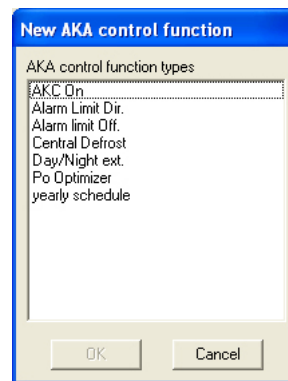 New AKA control function
AKA control function types
AKC On
Alarm Limit Dir.
Alarm limit Off.
Central Defrost
Day/Night ext.
Po Optimizer
yearly schedule
OK
Cancel